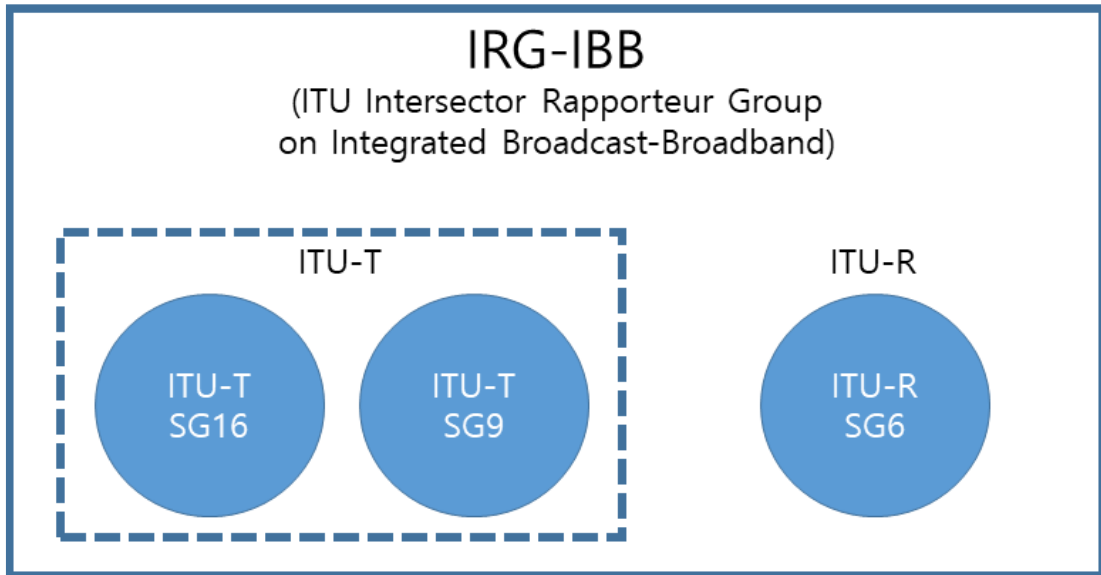 IRG-IBB
(ITU Intersector Rapporteur Group
on Integrated Broadcast-Broadband)
ITU-T
ITU-R
ITU-T
SG16
ITU-T
SG9
ITU-R
SG6